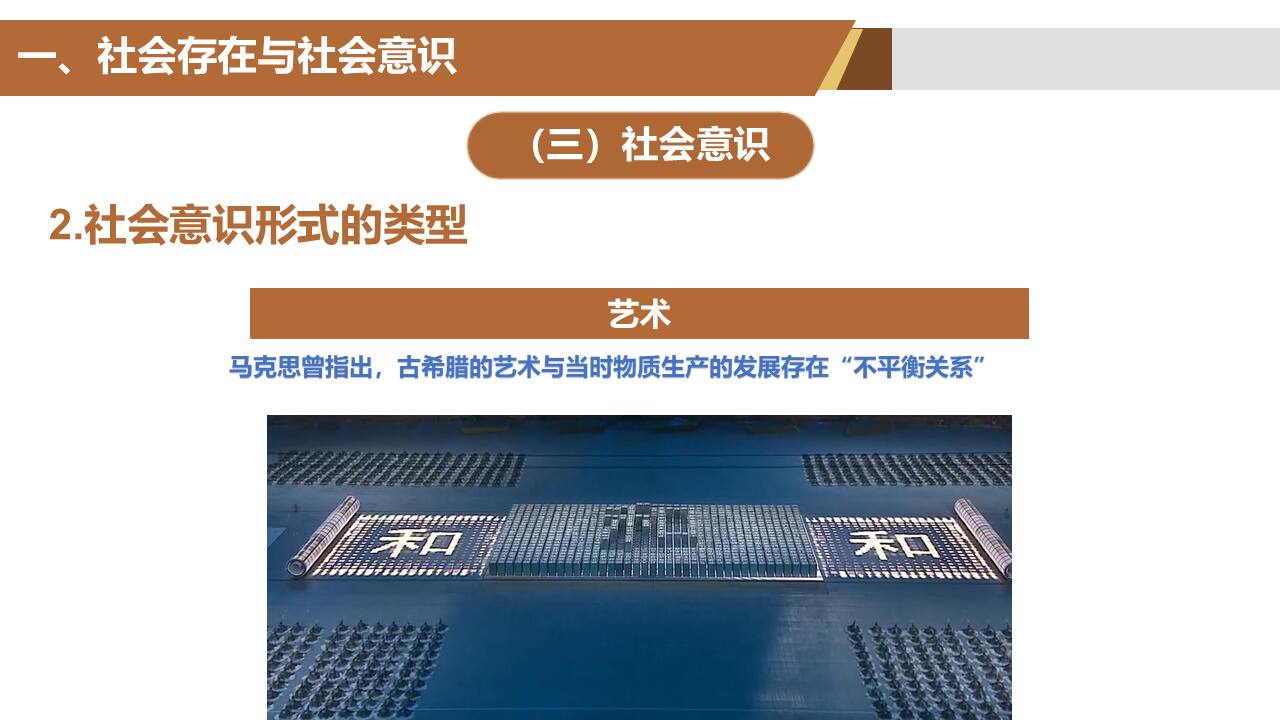 一、社会存在与社会意识
（三）社会意识
2.社会意识形式的类型
艺术
马克思曾指出，古希腊的艺术与当时物质生产的发展存在“不平衡关系”
和 和 和